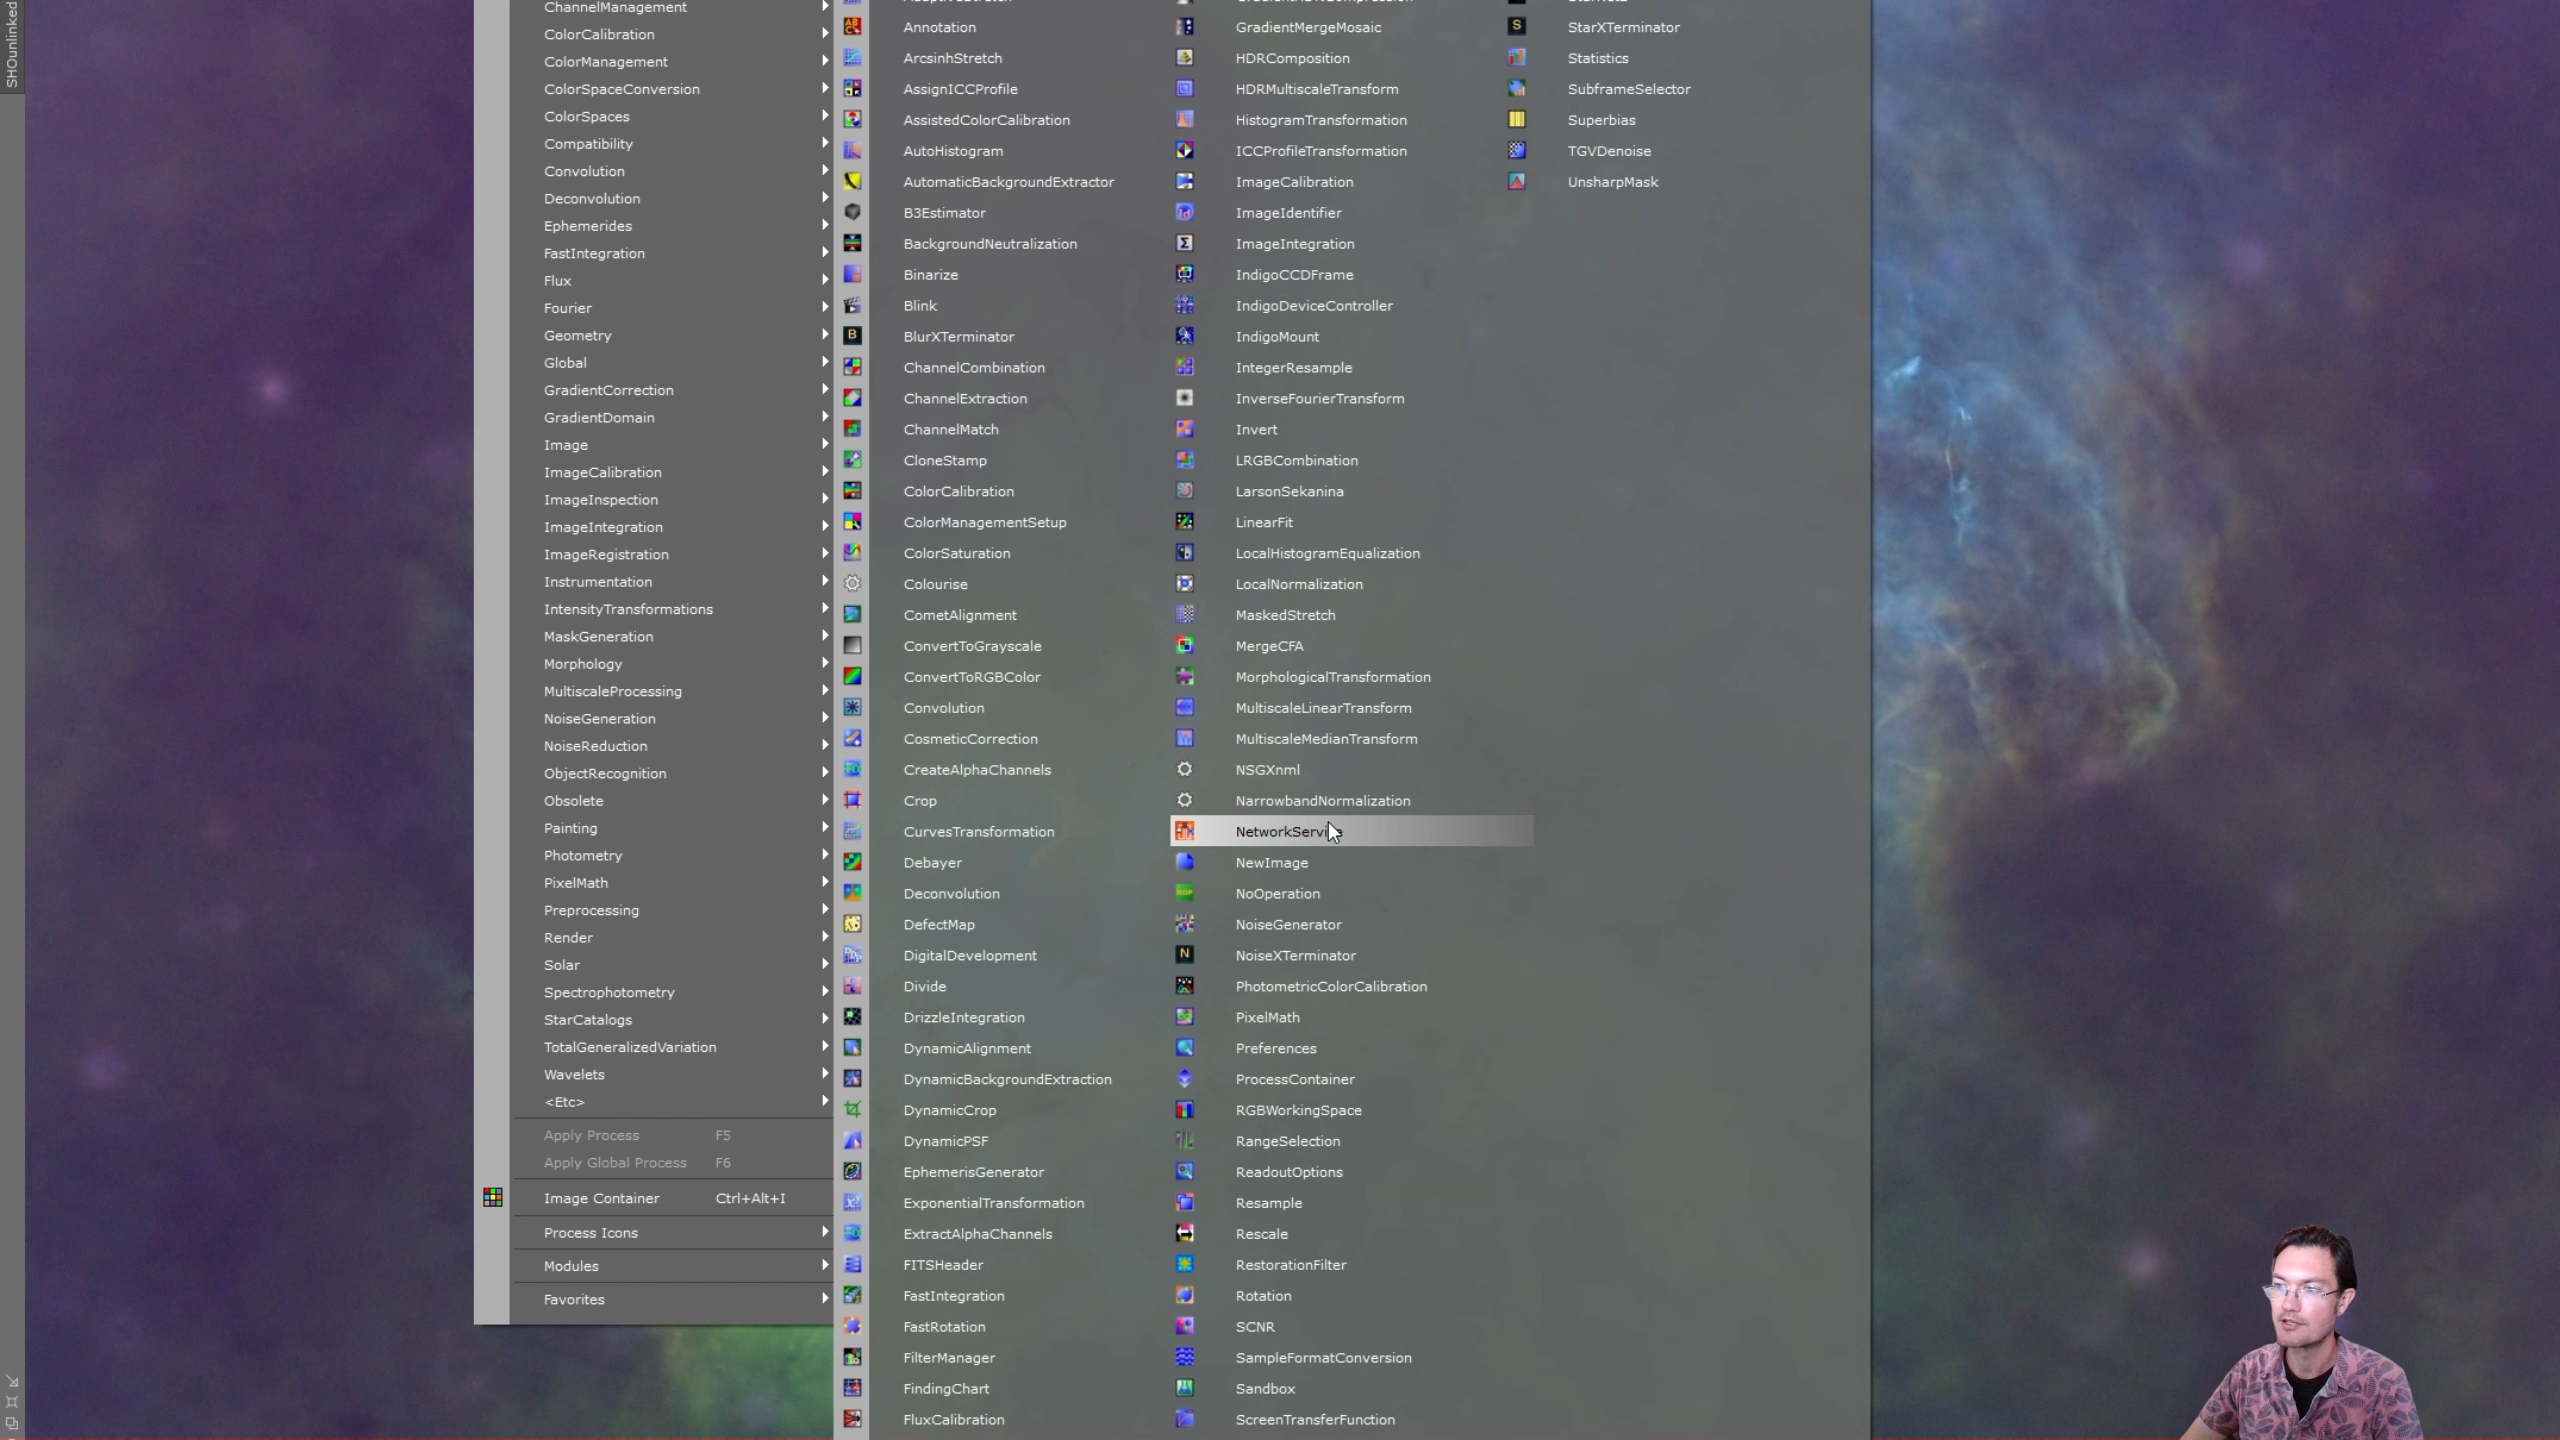 SHOunlinked
ChannelManagement
ColorCalibration
ColorManagement
ColorSpaceConversion
ColorSpaces
Compatibility
Convolution
Deconvolution
Ephemerides
FastIntegration
Flux
Fourier
Geometry
Global
GradientCorrection
GradientDomain
Image
ImageCalibration
ImageInspection
ImageIntegration
ImageRegistration
Instrumentation
IntensityTransformations
MaskGeneration
Morphology
MultiscaleProcessing
NoiseGeneration
NoiseReduction
ObjectRecognition
Obsolete
Painting
Photometry
PixelMath
Preprocessing
Render
Solar
Spectrophotometry
StarCatalogs
TotalGeneralizedVariation
Wavelets
<Etc>
Apply Process F5
Apply Global Process F6
Image Container Ctrl+Alt+I
Process Icons
Modules
Favorites
Annotation
ArcsinhStretch
AssignICCProfile
AssistedColorCalibration
AutoHistogram
AutomaticBackgroundExtractor
B3Estimator
BackgroundNeutralization
Binarize
Blink
B BlurXTerminator
ChannelCombination
ChannelExtraction
ChannelMatch
CloneStamp
ColorCalibration
ColorManagementSetup
ColorSaturation
Colourise
CometAlignment
ConvertToGrayscale
ConvertToRGBColor
Convolution
CosmeticCorrection
CreateAlphaChannels
Crop
CurvesTransformation
Debayer
Deconvolution
DefectMap
DigitalDevelopment
Divide
DrizzleIntegration
DynamicAlignment
DynamicBackgroundExtraction
DynamicCrop
DynamicPSF
EphemerisGenerator
ExponentialTransformation
ExtractAlphaChannels
FITSHeader
FastIntegration
FastRotation
FilterManager
FindingChart
FluxCalibration
GradientMergeMosaic
HDRComposition
HDRMultiscaleTransform
HistogramTransformation
ICCProfileTransformation
ImageCalibration
ImageIdentifier
Σ ImageIntegration
IndigoCCDFrame
IndigoDeviceController
IndigoMount
IntegerResample
InverseFourierTransform
Invert
LRGBCombination
LarsonSekanina
LinearFit
LocalHistogramEqualization
LocalNormalization
MaskedStretch
MergeCFA
MorphologicalTransformation
MultiscaleLinearTransform
MultiscaleMedianTransform
NSGXnml
NarrowbandNormalization
NewImage
NOP NoOperation
NoiseGenerator
N NoiseXTerminator
PhotometricColorCalibration
PixelMath
Preferences
ProcessContainer
RGBWorkingSpace
RangeSelection
ReadoutOptions
Resample
Rescale
RestorationFilter
Rotation
SCNR
SampleFormatConversion
Sandbox
ScreenTransferFunction
S StarXTerminator
Statistics
SubframeSelector
Superbias
TGVDenoise
UnsharpMask